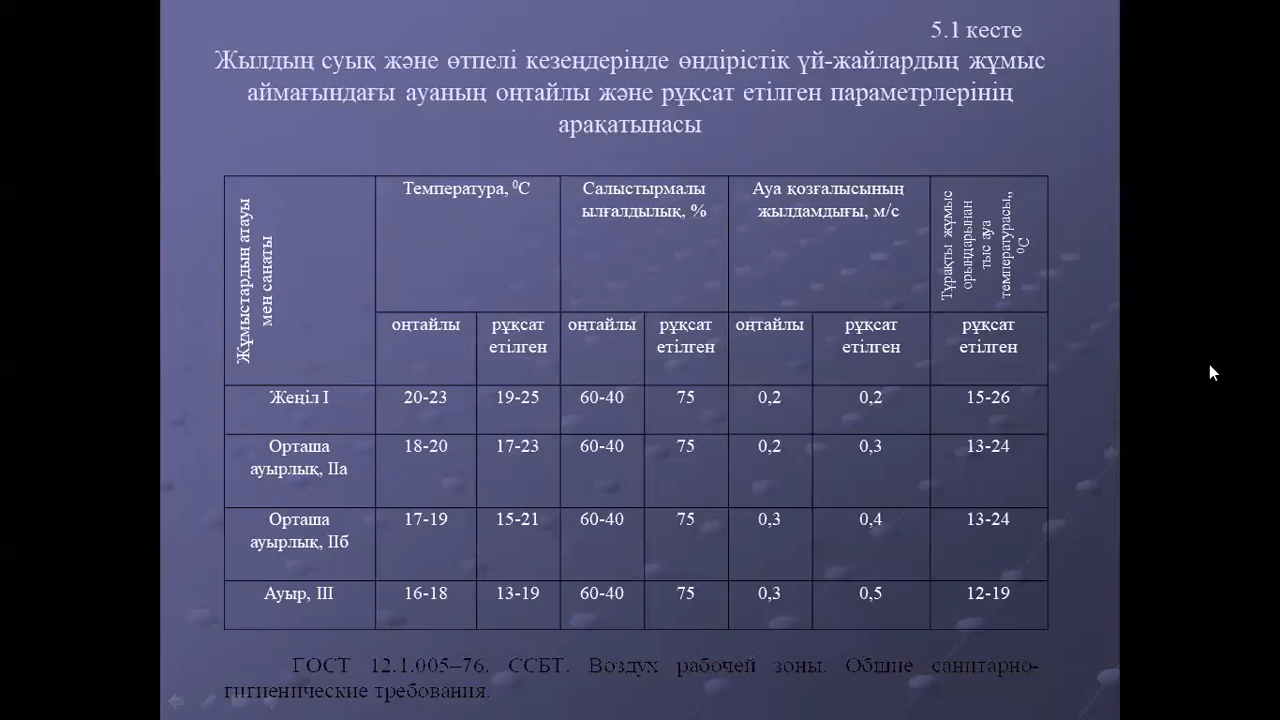 5.1 кесте
Жылдың суық және өтпелі кезеңдерінде өндірістік үй-жайлардың жұмыс
аймағындағы ауаның оңтайлы және рұқсат етілген параметрлерінің
арақатынасы
Жұмыстардың атауы
мен санаты
Температура, ⁰С
Салыстырмалы
ылғалдылық, %
Ауа қозғалысының
жылдамдығы, м/с
Тұрақты жұмыс
орындарынан
тыс ауа
температурасы,,
⁰С
оңтайлы
рұқсат
етілген
оңтайлы
рұқсат
етілген
оңтайлы
рұқсат
етілген
рұқсат
етілген
Жеңіл І 20-23 19-25 60-40 75 0,2 0,2 15-26
Орташа
ауырлық, ІІа 18-20 17-23 60-40 75 0,2 0,3 13-24
Орташа
ауырлық, ІІб 17-19 15-21 60-40 75 0,3 0,4 13-24
Ауыр, ІІІ 16-18 13-19 60-40 75 0,3 0,5 12-19
ГОСТ 12.1.005–76. ССБТ. Воздух рабочей зоны. Общие санитарно-
гигиенические требования.